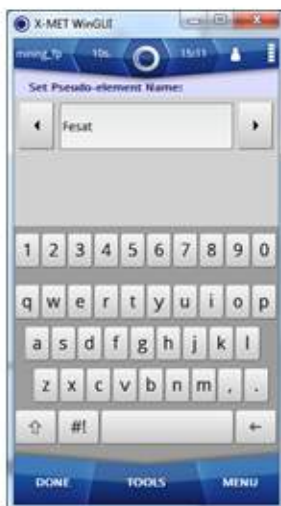 X-MET WinGUI
mining_fp 10s 15:11
Set Pseudo-element Name:
Fesat
1 2 3 4 5 6 7 8 9 0
q w e r t y u i o p
a s d f g h j k l
z x c v b n m , .
⇧ #! ←
DONE TOOLS MENU